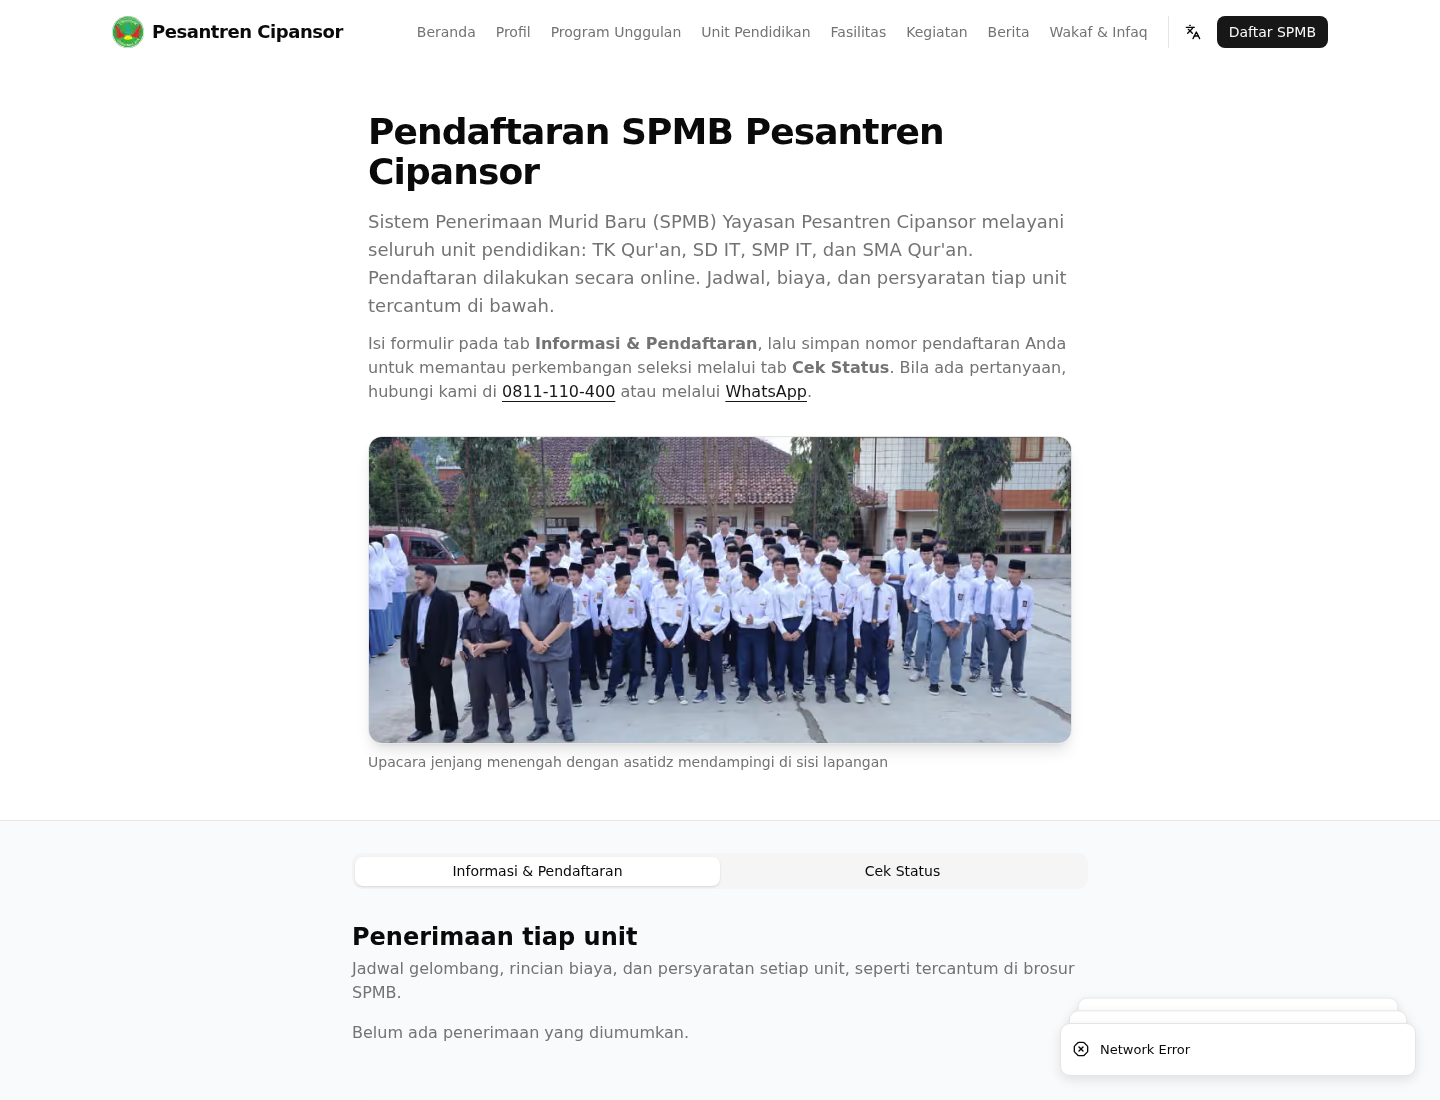 Pesantren Cipansor
Beranda
Profil
Program Unggulan
Unit Pendidikan
Fasilitas
Kegiatan
Berita
Wakaf & Infaq
Daftar SPMB
Pendaftaran SPMB Pesantren
Cipansor
Sistem Penerimaan Murid Baru (SPMB) Yayasan Pesantren Cipansor melayani
seluruh unit pendidikan: TK Qur'an, SD IT, SMP IT, dan SMA Qur'an.
Pendaftaran dilakukan secara online. Jadwal, biaya, dan persyaratan tiap unit
tercantum di bawah.
Isi formulir pada tab Informasi & Pendaftaran, lalu simpan nomor pendaftaran Anda
untuk memantau perkembangan seleksi melalui tab Cek Status. Bila ada pertanyaan,
hubungi kami di 0811-110-400 atau melalui WhatsApp.
Upacara jenjang menengah dengan asatidz mendampingi di sisi lapangan
Informasi & Pendaftaran
Cek Status
Penerimaan tiap unit
Jadwal gelombang, rincian biaya, dan persyaratan setiap unit, seperti tercantum di brosur
SPMB.
Belum ada penerimaan yang diumumkan.
Network Error